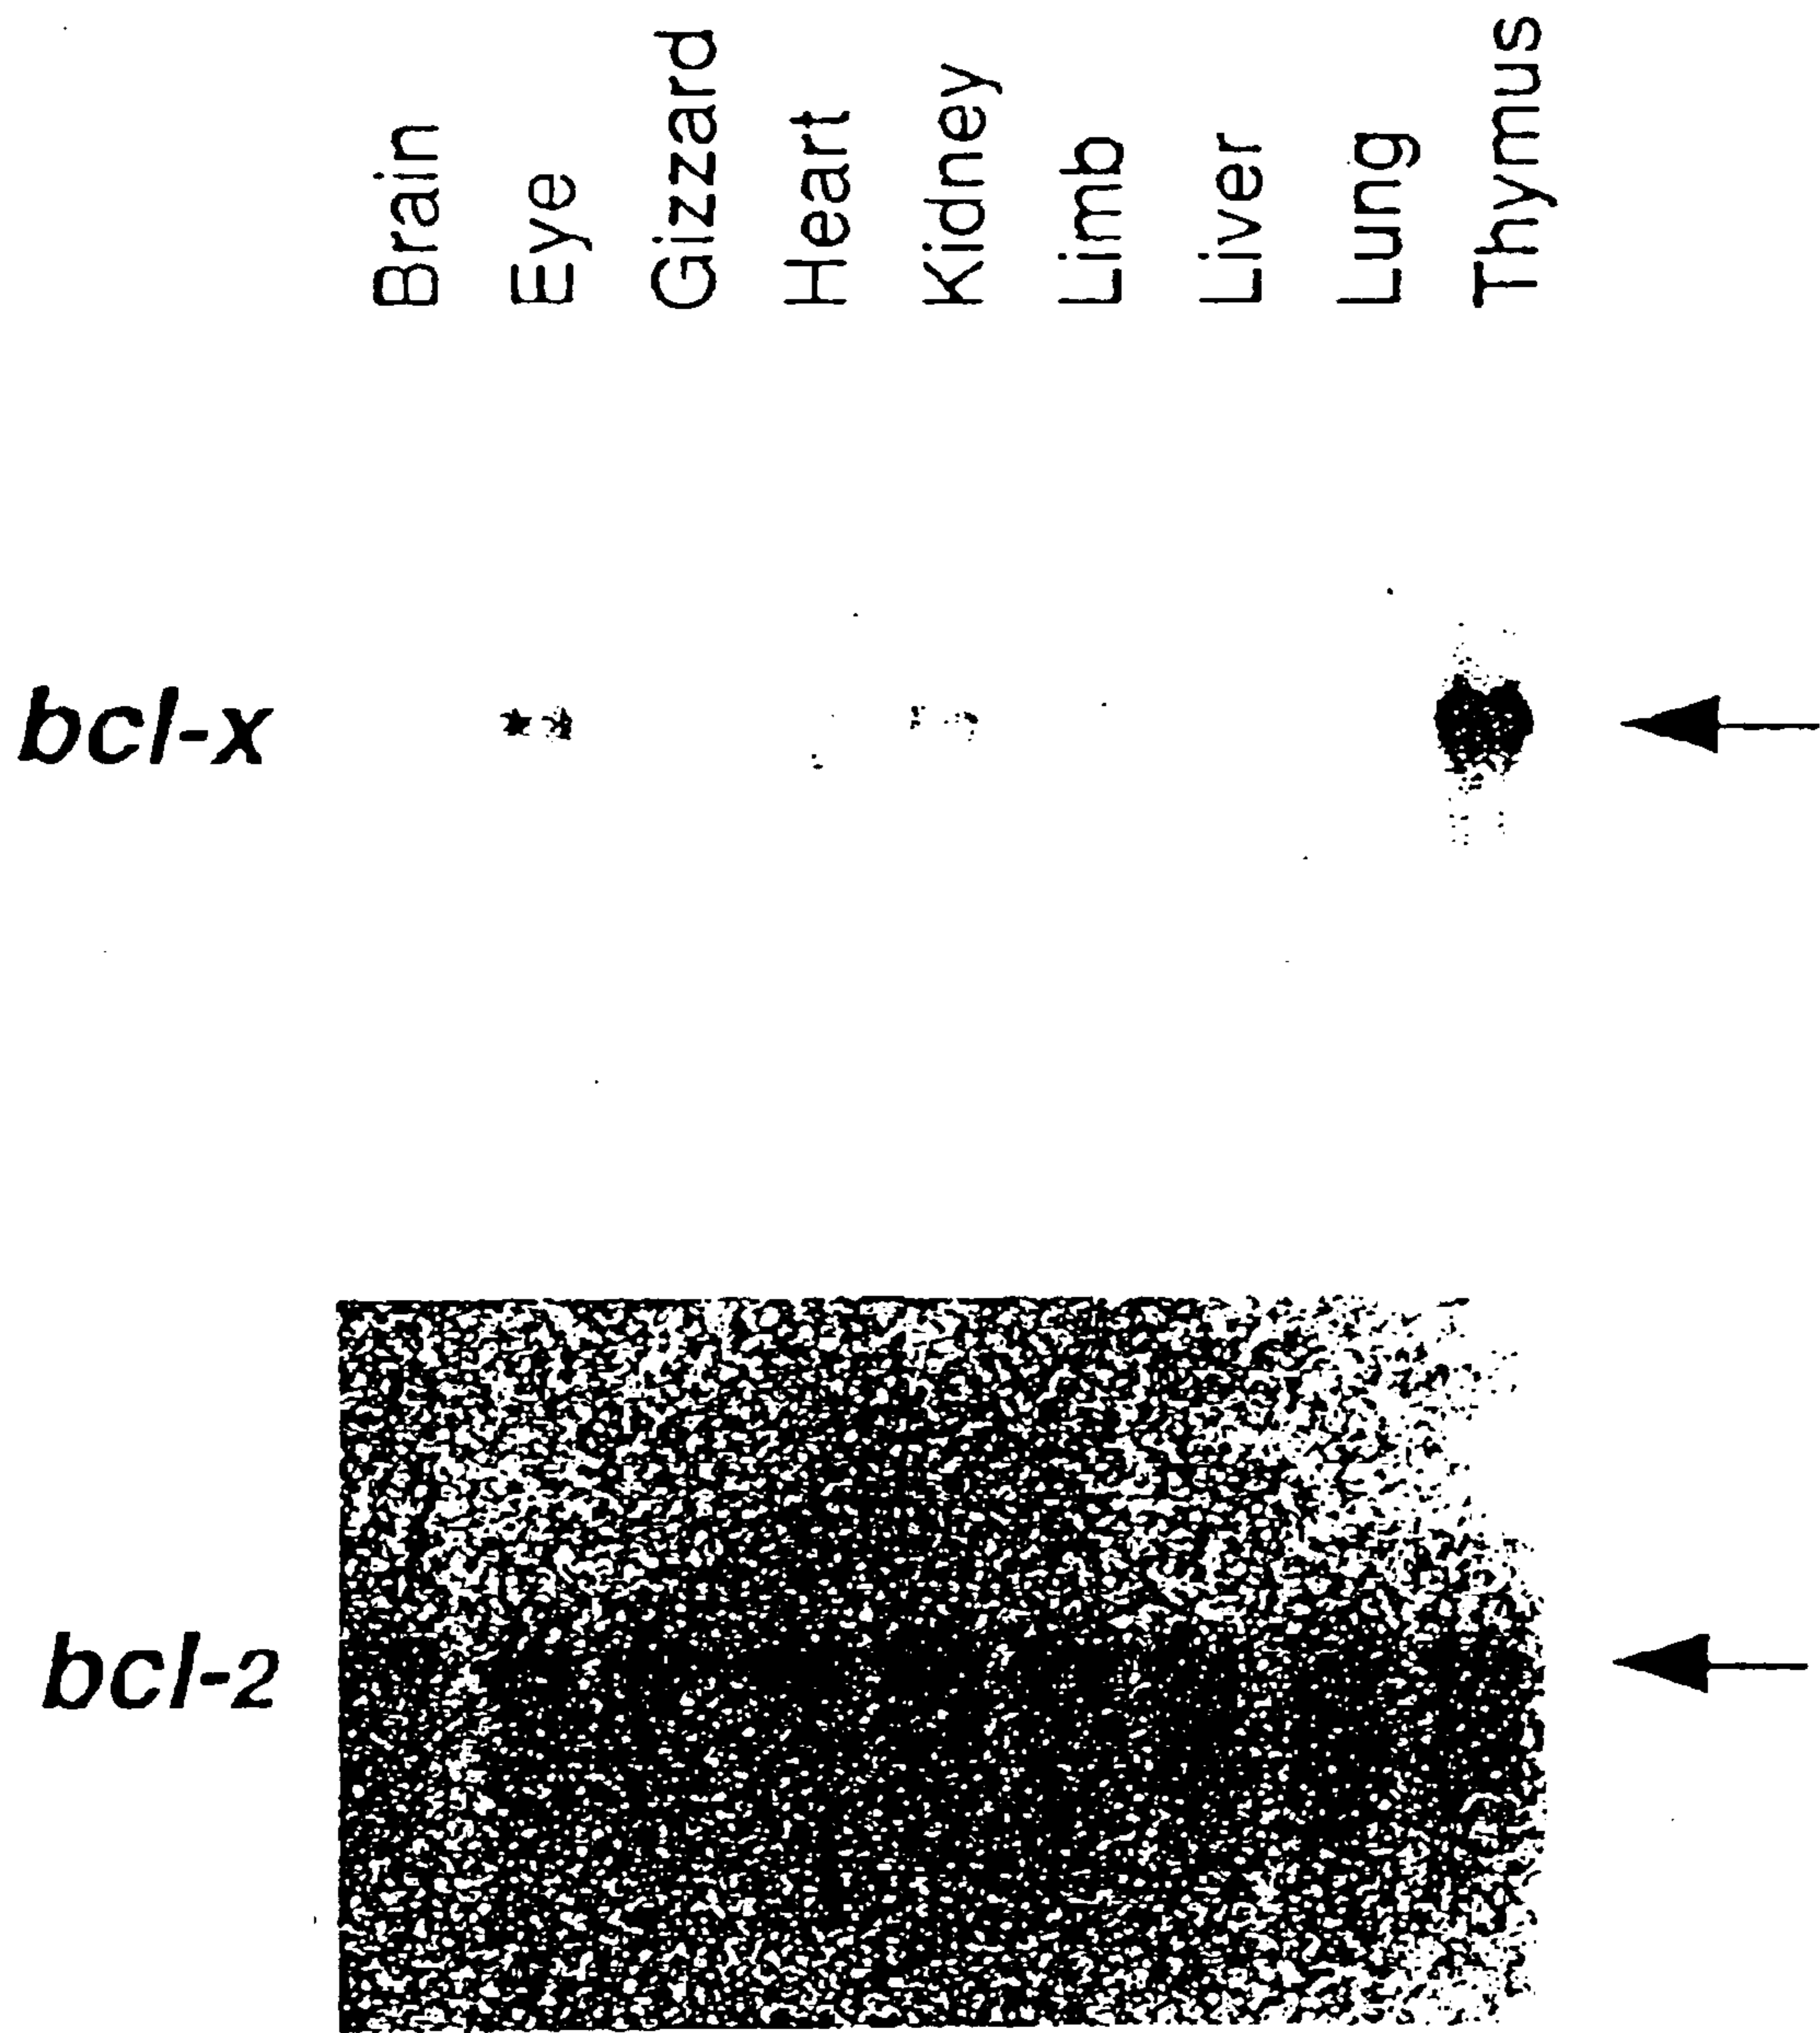 Brain
Eye
Gizzard
Heart
Kidney
Limb
Liver
Lung
Thymus
bcl-x
bcl-2